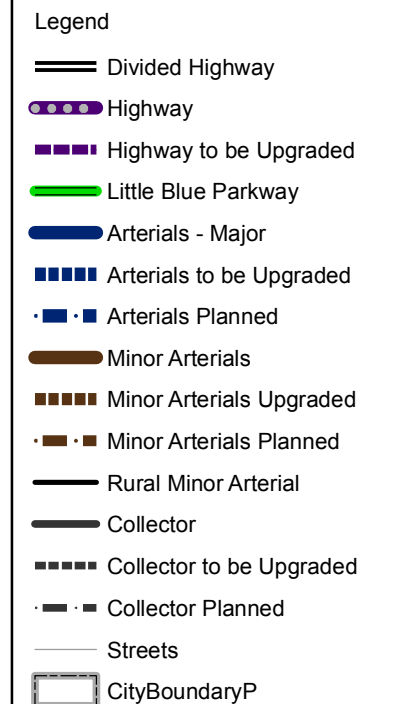 Legend
Divided Highway
Highway
Highway to be Upgraded
Little Blue Parkway
Arterials - Major
Arterials to be Upgraded
Arterials Planned
Minor Arterials
Minor Arterials Upgraded
Minor Arterials Planned
Rural Minor Arterial
Collector
Collector to be Upgraded
Collector Planned
Streets
CityBoundaryP